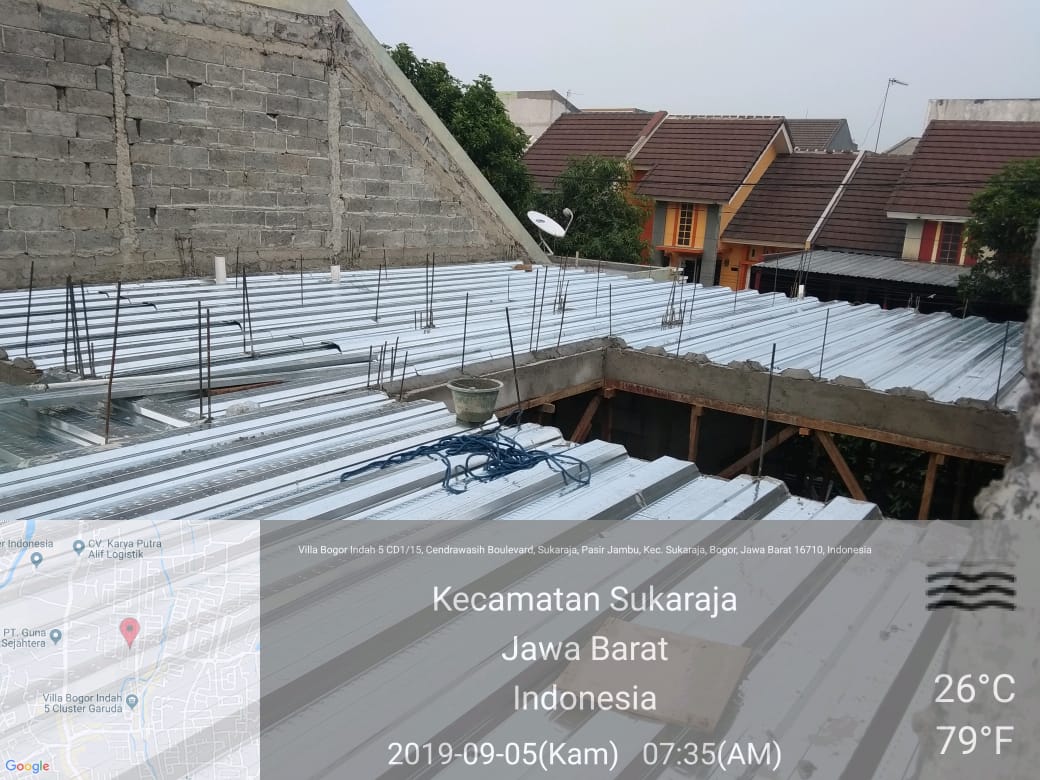 Villa Bogor Indah 5 CD1/15, Cendrawasih Boulevard, Sukaraja, Pasir Jambu, Kec. Sukaraja, Bogor, Jawa Barat 16710, Indonesia
Kecamatan Sukaraja
Jawa Barat
Indonesia
2019-09-05(Kam) 07:35(AM)
26°C
79°F
Indonesia
CV. Karya Putra
Alif Logistik
PT. Guna
Sejahtera
Villa Bogor Indah
5 Cluster Garuda
Google